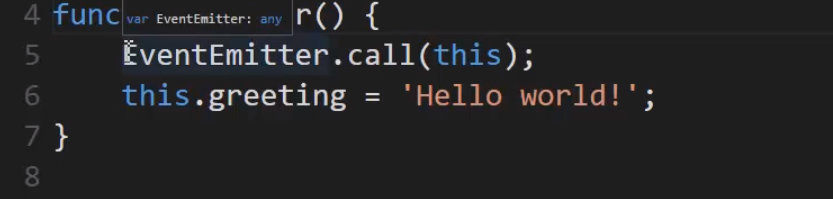 4 func var EventEmitter: any r() {
5 EventEmitter.call(this);
6 this.greeting = 'Hello world!';
7 }
8